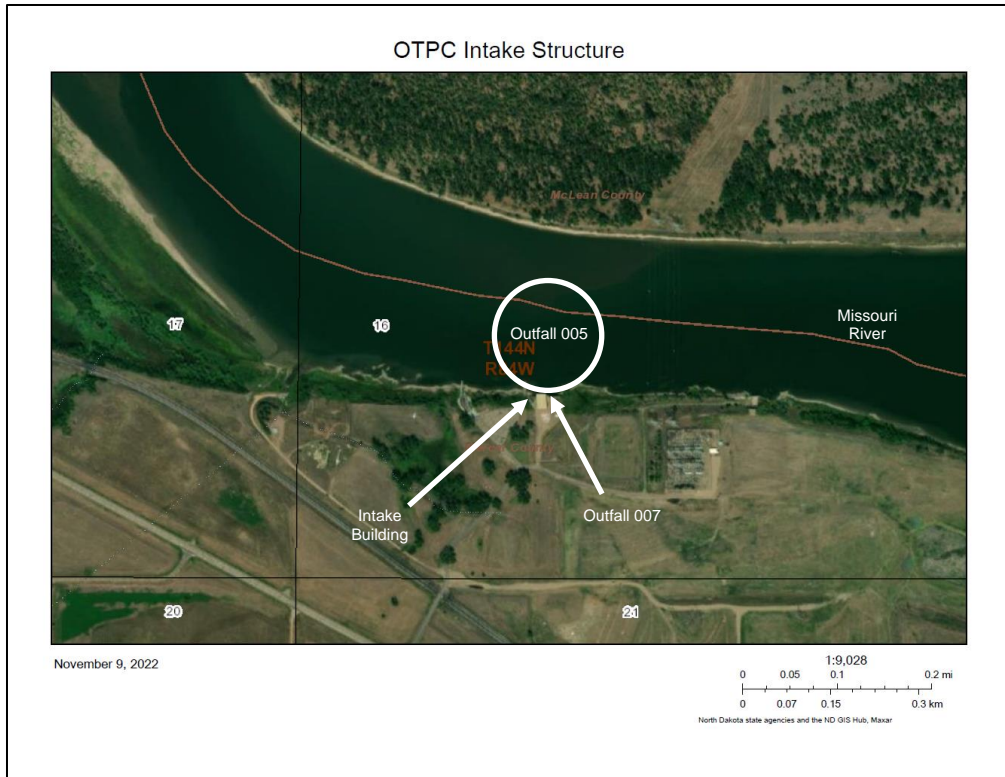 OTPC Intake Structure
McLean County
17
16
Outfall 005
Missouri
River
T144N
R84W
County
Intake
Building
Outfall 007
20
21
November 9, 2022
1:9,028
0 0.05 0.1 0.2 mi
0 0.07 0.15 0.3 km
North Dakota state agencies and the ND GIS Hub, Maxar